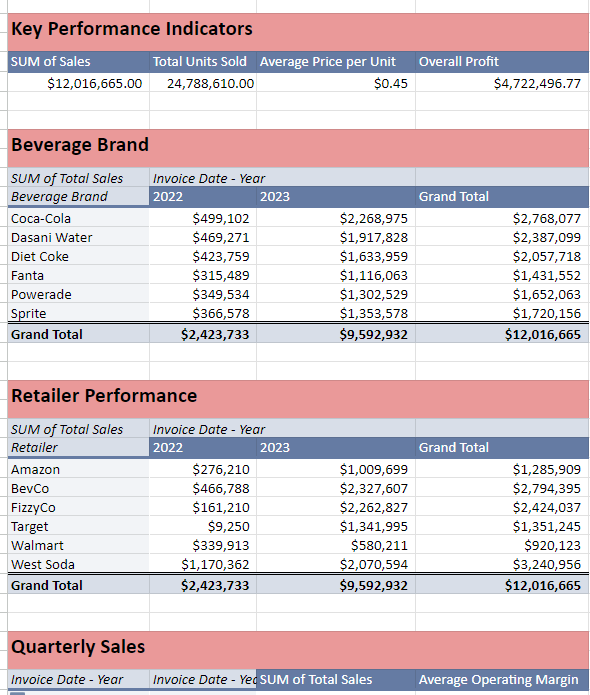 Key Performance Indicators
SUM of Sales Total Units Sold Average Price per Unit Overall Profit
$12,016,665.00 24,788,610.00 $0.45 $4,722,496.77
Beverage Brand
SUM of Total Sales Invoice Date - Year
Beverage Brand 2022 2023 Grand Total
Coca-Cola $499,102 $2,268,975 $2,768,077
Dasani Water $469,271 $1,917,828 $2,387,099
Diet Coke $423,759 $1,633,959 $2,057,718
Fanta $315,489 $1,116,063 $1,431,552
Powerade $349,534 $1,302,529 $1,652,063
Sprite $366,578 $1,353,578 $1,720,156
Grand Total $2,423,733 $9,592,932 $12,016,665
Retailer Performance
SUM of Total Sales Invoice Date - Year
Retailer 2022 2023 Grand Total
Amazon $276,210 $1,009,699 $1,285,909
BevCo $466,788 $2,327,607 $2,794,395
FizzyCo $161,210 $2,262,827 $2,424,037
Target $9,250 $1,341,995 $1,351,245
Walmart $339,913 $580,211 $920,123
West Soda $1,170,362 $2,070,594 $3,240,956
Grand Total $2,423,733 $9,592,932 $12,016,665
Quarterly Sales
Invoice Date - Year Invoice Date - Yea SUM of Total Sales Average Operating Margin